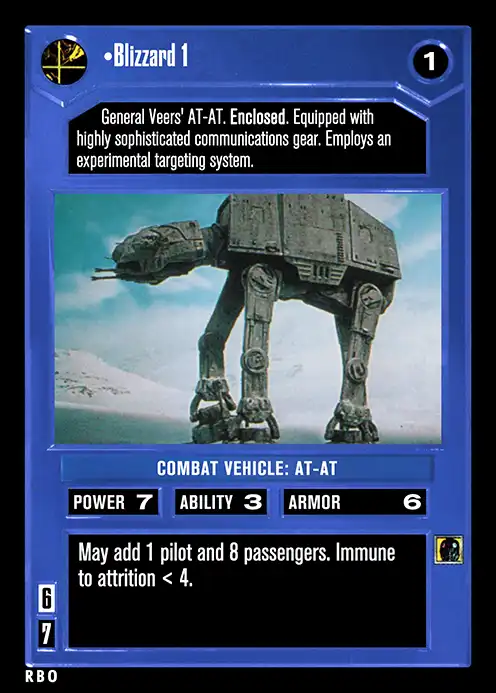 •Blizzard 1
1
General Veers' AT-AT. Enclosed. Equipped with
highly sophisticated communications gear. Employs an
experimental targeting system.
COMBAT VEHICLE: AT-AT
POWER 7 ABILITY 3 ARMOR 6
May add 1 pilot and 8 passengers. Immune
to attrition < 4.
6
7
RBO